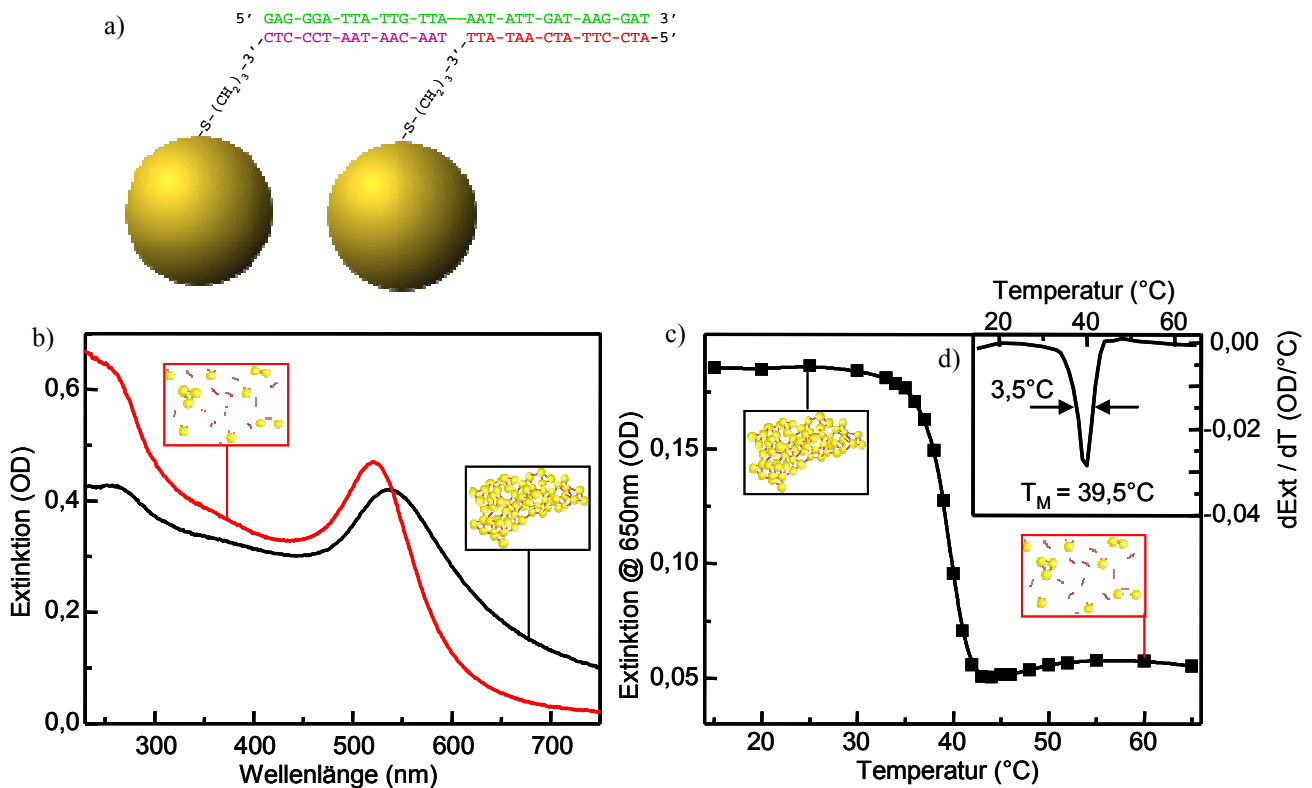 a)
5’ GAG-GGA-TTA-TTG-TTA—AAT-ATT-GAT-AAG-GAT 3’
CTC-CCT-AAT-AAC-AAT TTA-TAA-CTA-TTC-CTA-5’
-S-(CH2)3-3’-
-S-(CH2)3-3’-
b)
Extinktion (OD)
0,6
0,4
0,2
0,0
300 400 500 600 700
Wellenlänge (nm)
c)
Extinktion @ 650nm (OD)
0,15
0,10
0,05
20 30 40 50 60
Temperatur (°C)
d)
Temperatur (°C)
20 40 60
3,5°C
TM = 39,5°C
0,00
-0,02
-0,04
dExt / dT (OD/°C)